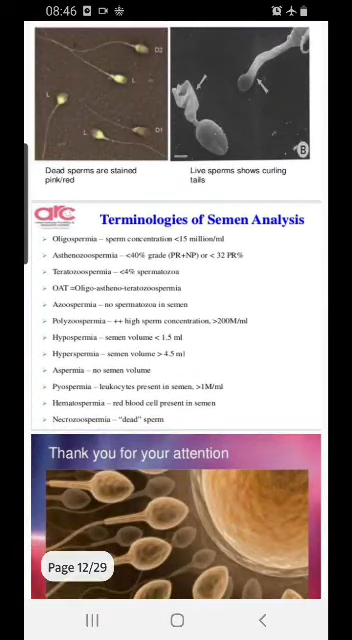 08:46
D2
L
L
L
D1
B
Dead sperms are stained
pink/red
Live sperms shows curling
tails
arc
Terminologies of Semen Analysis
➢ Oligospermia – sperm concentration <15 million/ml
➢ Asthenozoospermia – <40% grade (PR+NP) or < 32 PR%
➢ Teratozoospermia – <4% spermatozoa
➢ OAT =Oligo-astheno-teratozoospermia
➢ Azoospermia – no spermatozoa in semen
➢ Polyzoospermia – ++ high sperm concentration, >200M/ml
➢ Hypospermia – semen volume < 1.5 ml
➢ Hyperspermia – semen volume > 4.5 ml
➢ Aspermia – no semen volume
➢ Pyospermia – leukocytes present in semen, >1M/ml
➢ Hematospermia – red blood cell present in semen
➢ Necrozoospermia – “dead” sperm
Thank you for your attention
Page 12/29